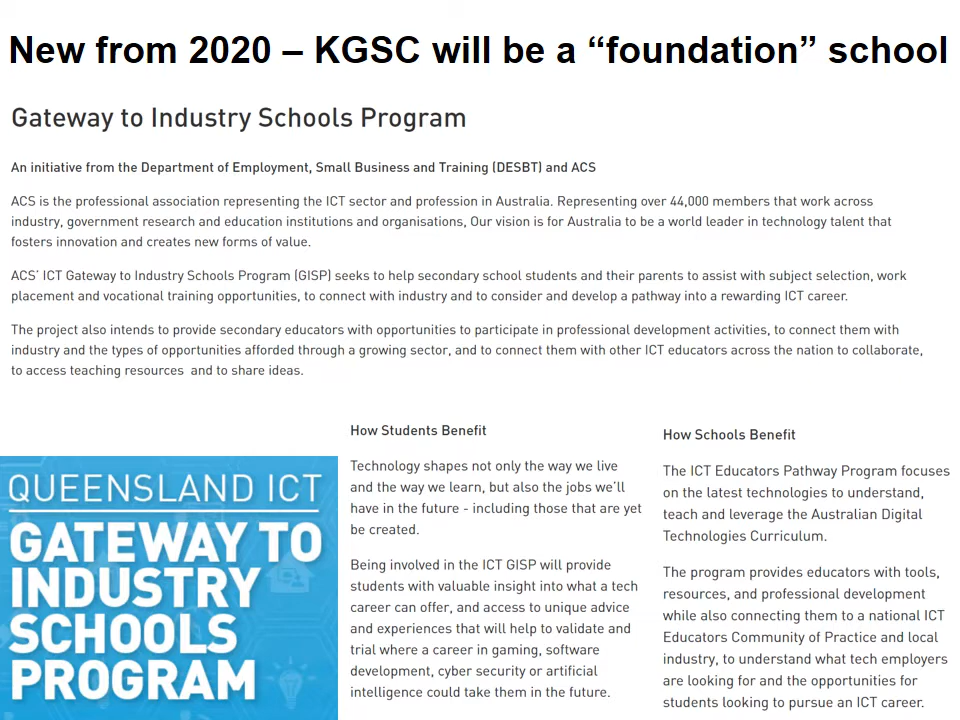 New from 2020 – KGSC will be a “foundation” school
Gateway to Industry Schools Program
An initiative from the Department of Employment, Small Business and Training (DESBT) and ACS
ACS is the professional association representing the ICT sector and profession in Australia. Representing over 44,000 members that work across
industry, government research and education institutions and organisations, Our vision is for Australia to be a world leader in technology talent that
fosters innovation and creates new forms of value.
ACS’ ICT Gateway to Industry Schools Program (GISP) seeks to help secondary school students and their parents to assist with subject selection, work
placement and vocational training opportunities, to connect with industry and to consider and develop a pathway into a rewarding ICT career.
The project also intends to provide secondary educators with opportunities to participate in professional development activities, to connect them with
industry and the types of opportunities afforded through a growing sector, and to connect them with other ICT educators across the nation to collaborate,
to access teaching resources and to share ideas.
QUEENSLAND ICT
GATEWAY TO
INDUSTRY
SCHOOLS
PROGRAM
How Students Benefit
Technology shapes not only the way we live
and the way we learn, but also the jobs we’ll
have in the future - including those that are yet
be created.
Being involved in the ICT GISP will provide
students with valuable insight into what a tech
career can offer, and access to unique advice
and experiences that will help to validate and
trial where a career in gaming, software
development, cyber security or artificial
intelligence could take them in the future.
How Schools Benefit
The ICT Educators Pathway Program focuses
on the latest technologies to understand,
teach and leverage the Australian Digital
Technologies Curriculum.
The program provides educators with tools,
resources, and professional development
while also connecting them to a national ICT
Educators Community of Practice and local
industry, to understand what tech employers
are looking for and the opportunities for
students looking to pursue an ICT career.